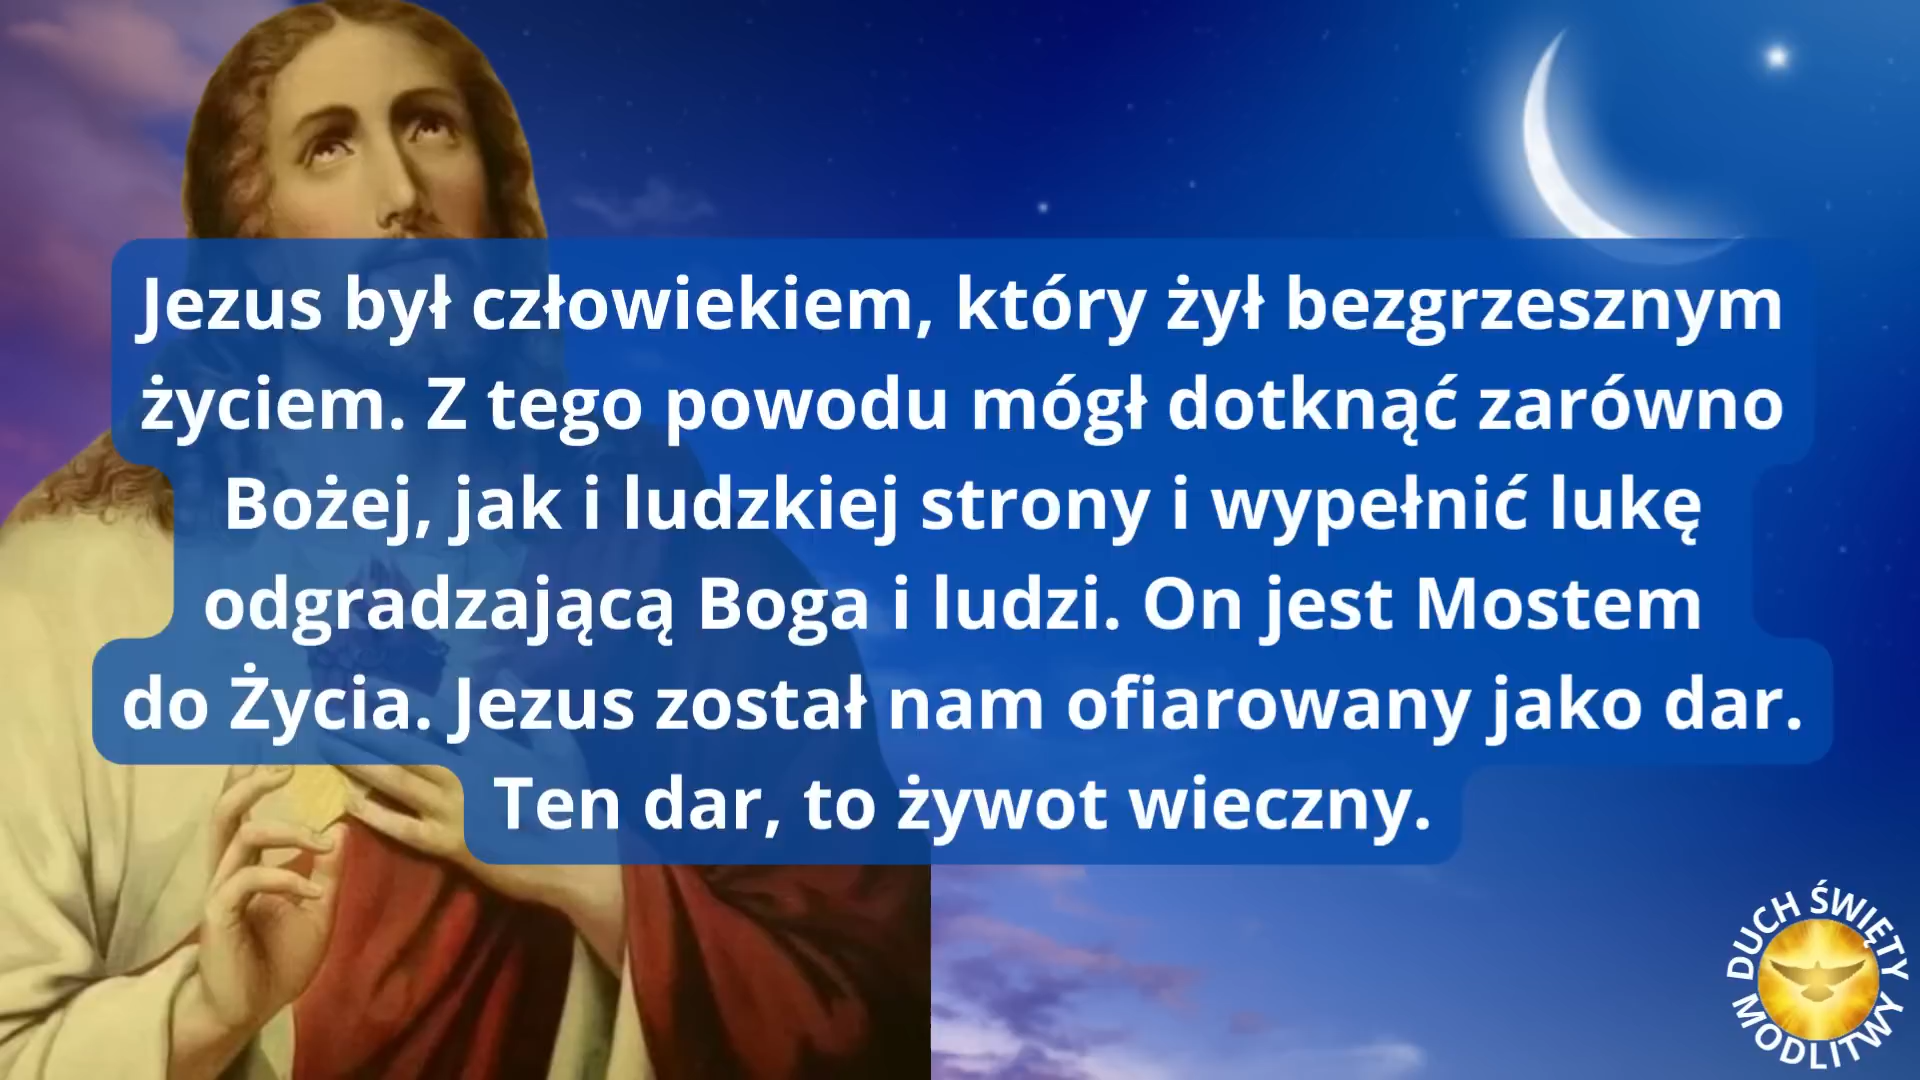 Jezus był człowiekiem, który żył bezgrzesznym
życiem. Z tego powodu mógł dotknąć zarówno
Bożej, jak i ludzkiej strony i wypełnić lukę
odgradzającą Boga i ludzi. On jest Mostem
do Życia. Jezus został nam ofiarowany jako dar.
Ten dar, to żywot wieczny.
DUCH ŚWIĘTY
MODLITWY